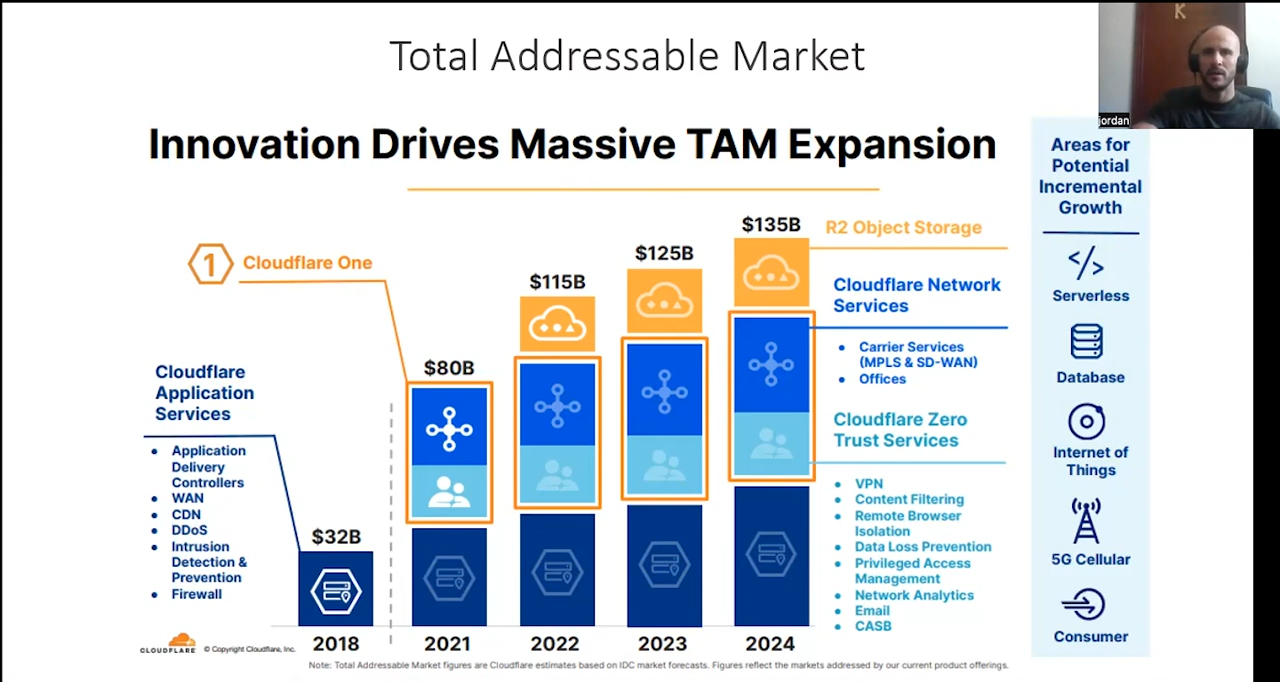 Total Addressable Market
K
jordan
Innovation Drives Massive TAM Expansion
Areas for
Potential
Incremental
Growth
Serverless
Database
Internet of
Things
5G Cellular
Consumer
1
Cloudflare One
Cloudflare
Application
Services
• Application
Delivery
Controllers
• WAN
• CDN
• DDoS
• Intrusion
Detection &
Prevention
• Firewall
$32B
$80B
$115B
$125B
$135B
2018
2021
2022
2023
2024
R2 Object Storage
Cloudflare Network
Services
• Carrier Services
(MPLS & SD-WAN)
• Offices
Cloudflare Zero
Trust Services
• VPN
• Content Filtering
• Remote Browser
Isolation
• Data Loss Prevention
• Privileged Access
Management
• Network Analytics
• Email
• CASB
CLOUDFLARE
© Copyright Cloudflare, Inc.
Note: Total Addressable Market figures are Cloudflare estimates based on IDC market forecasts. Figures reflect the markets addressed by our current product offerings.